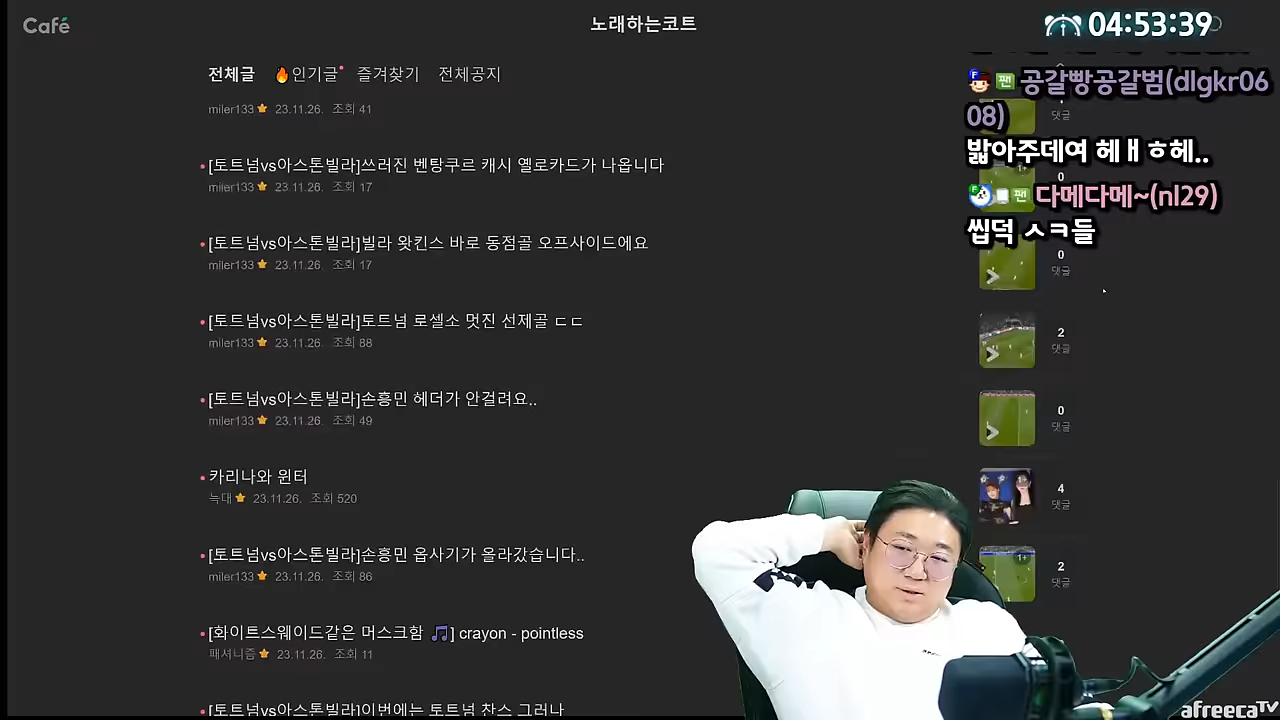 Café
노래하는코트
04:53:39
전체글 🔥인기글 즐겨찾기 전체공지
miler133 23.11.26. 조회 41
[토트넘vs아스톤빌라]쓰러진 벤탕쿠르 캐시 옐로카드가 나옵니다
miler133 23.11.26. 조회 17
[토트넘vs아스톤빌라]빌라 왓킨스 바로 동점골 오프사이드에요
miler133 23.11.26. 조회 17
0
댓글
[토트넘vs아스톤빌라]토트넘 로셀소 멋진 선제골 ㄷㄷ
miler133 23.11.26. 조회 88
2
댓글
[토트넘vs아스톤빌라]손흥민 헤더가 안걸려요..
miler133 23.11.26. 조회 49
0
댓글
카리나와 윈터
늑대 23.11.26. 조회 520
4
댓글
[토트넘vs아스톤빌라]손흥민 옵사기가 올라갔습니다..
miler133 23.11.26. 조회 86
2
댓글
[화이트스웨이드같은 머스크함 🎵] crayon - pointless
패셔니즘 23.11.26. 조회 11
[토트넘vs아스톤빌라]이번에는 토트넘 찬스 그러나
팬 공갈빵공갈범(dlgkr06
08)
댓글
밟아주데여 헤ㅐㅎ헤..
0
팬 다메다메~(nl29)
씹덕 ㅅㅋ들
afreecaTV